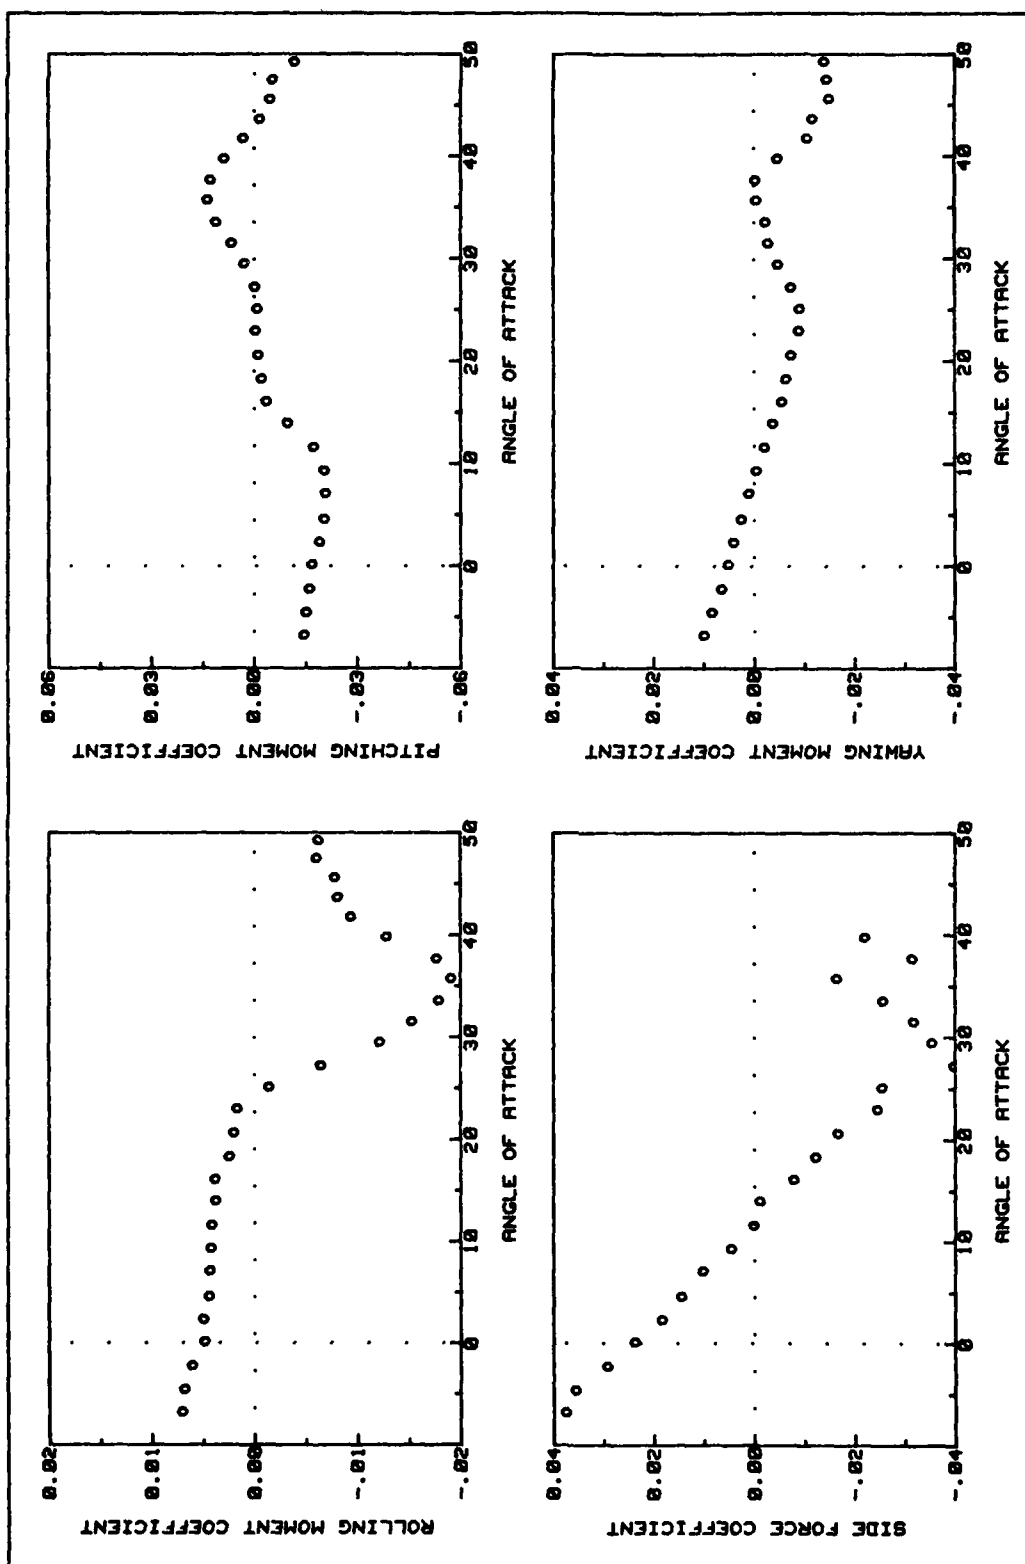 ROLLING MOMENT COEFFICIENT
0.02
0.01
0.00
-.01
-.02
0 10 20 30 40 50
ANGLE OF ATTACK
PITCHING MOMENT COEFFICIENT
0.06
0.03
0.00
-.03
-.06
0 10 20 30 40 50
ANGLE OF ATTACK
SIDE FORCE COEFFICIENT
0.04
0.02
0.00
-.02
-.04
0 10 20 30 40 50
ANGLE OF ATTACK
YAWING MOMENT COEFFICIENT
0.04
0.02
0.00
-.02
-.04
0 10 20 30 40 50
ANGLE OF ATTACK